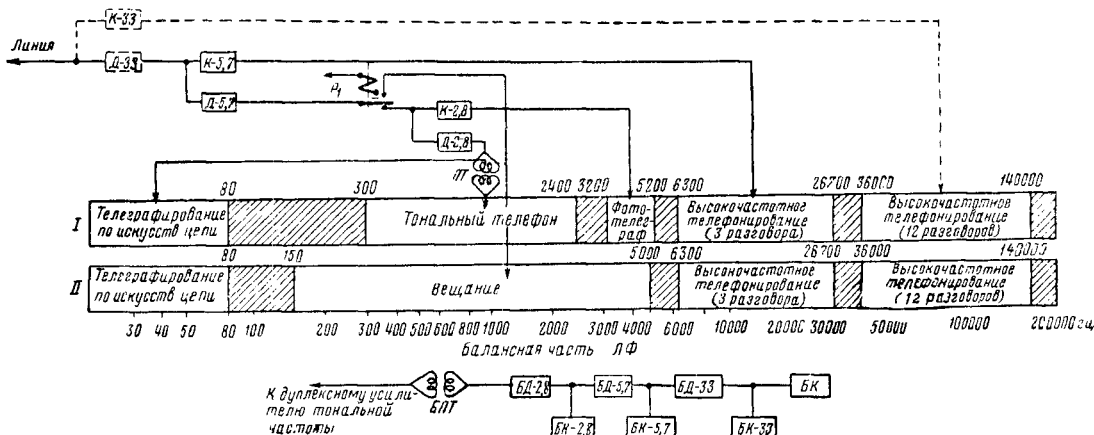 К-33
Линия
Д-33
К-5,7
Р₁
Д-5,7
К-2,8
Д-2,8
ЛТ
80 300 2400 3200 5200 6300 26700 36000 140000
I
Телеграфирование по искусств цепи
Тональный телефон
Фото-
телег-
раф
Высокочастотное
телефонирование
(3 разговора)
Высокочастотное
телефонирование
(12 разговоров)
80 150 5000 6300 26700 36000 140000
II
Телеграфирование по искусств цепи
Вещание
Высокочастотное
телефонирование
(3 разговора)
Высокочастотное
телефонирование
(12 разговоров)
30 40 50 80 100 200 300 400 500 600 800 1000 2000 3000 4000 6000 10000 20000 30000 50000 100000 200000 гц
Балансная часть ЛФ
К дуплексному усили-
телю тональной
частоты
БЛТ
БД-2,8
БД-5,7
БД-33
БК
БК-2,8
БК-5,7
БК-33